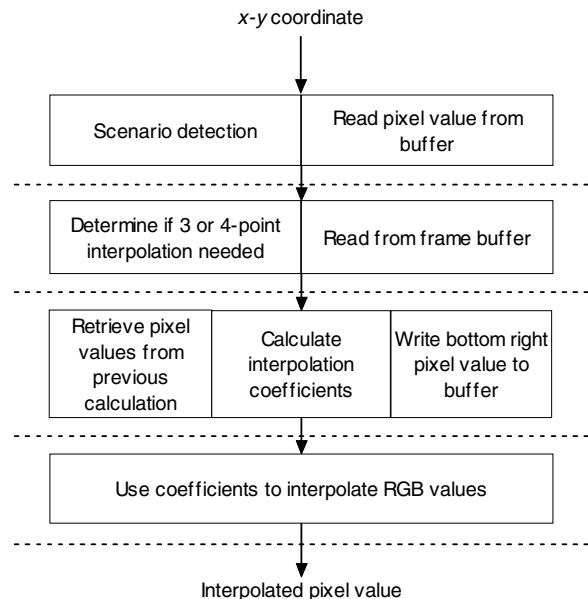 x-y coordinate
Scenario detection
Read pixel value from
buffer
Determine if 3 or 4-point
interpolation needed
Read from frame buffer
Retrieve pixel
values from
previous
calculation
Calculate
interpolation
coefficients
Write bottom right
pixel value to
buffer
Use coefficients to interpolate RGB values
Interpolated pixel value